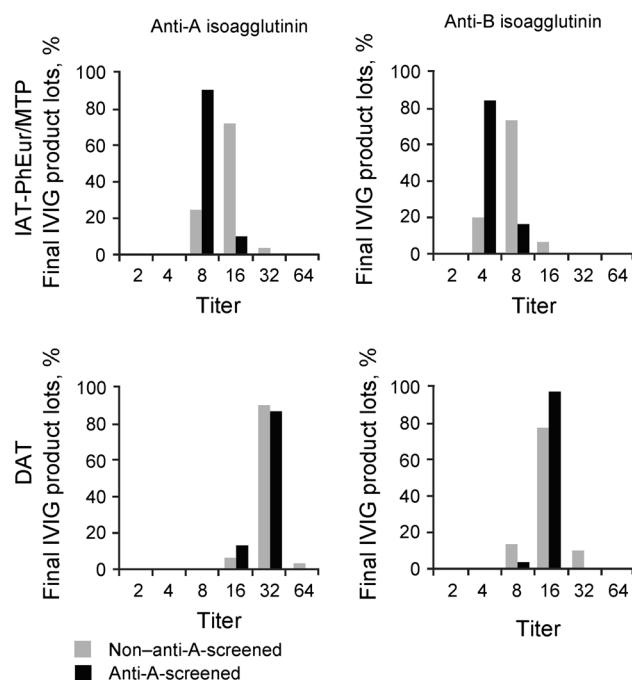 Anti-A isoagglutinin
Anti-B isoagglutinin
IAT-PhEur/MTP
Final IVIG product lots, %
100
80
60
40
20
0
2 4 8 16 32 64
Titer
Final IVIG product lots, %
100
80
60
40
20
0
2 4 8 16 32 64
Titer
DAT
Final IVIG product lots, %
100
80
60
40
20
0
2 4 8 16 32 64
Titer
Final IVIG product lots, %
100
80
60
40
20
0
2 4 8 16 32 64
Titer
Non–anti-A-screened
Anti-A-screened